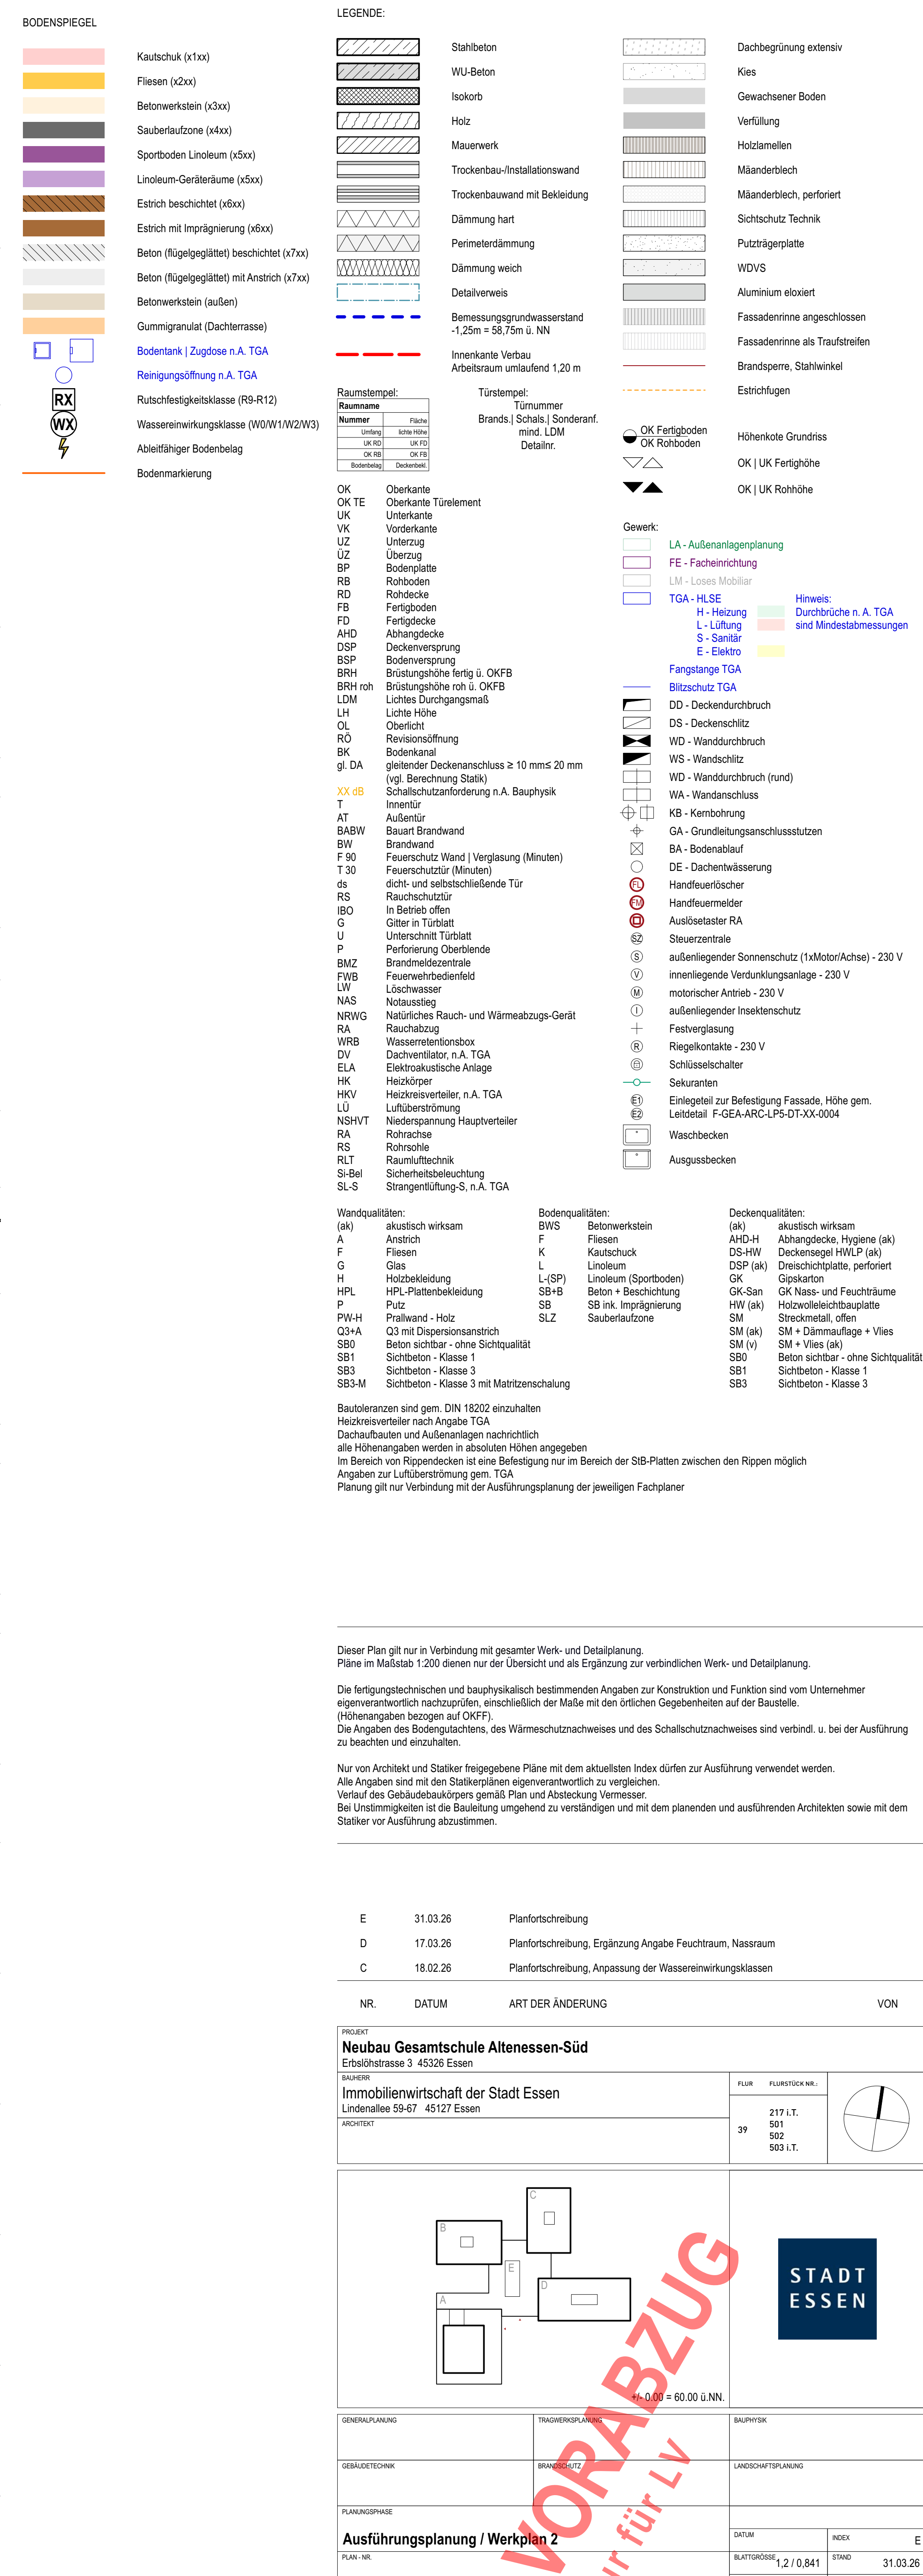 BODENSPIEGEL
Kautschuk (x1xx)
Fliesen (x2xx)
Betonwerkstein (x3xx)
Sauberlaufzone (x4xx)
Sportboden Linoleum (x5xx)
Linoleum-Geräteräume (x5xx)
Estrich beschichtet (x6xx)
Estrich mit Imprägnierung (x6xx)
Beton (flügelgeglättet) beschichtet (x7xx)
Beton (flügelgeglättet) mit Anstrich (x7xx)
Betonwerkstein (außen)
Gummigranulat (Dachterrasse)
Bodentank | Zugdose n.A. TGA
Reinigungsöffnung n.A. TGA
RX Rutschfestigkeitsklasse (R9-R12)
WX Wassereinwirkungsklasse (W0/W1/W2/W3)
Ableitfähiger Bodenbelag
Bodenmarkierung
LEGENDE:
Stahlbeton
WU-Beton
Isokorb
Holz
Mauerwerk
Trockenbau-/Installationswand
Trockenbauwand mit Bekleidung
Dämmung hart
Perimeterdämmung
Dämmung weich
Detailverweis
Bemessungsgrundwasserstand
-1,25m = 58,75m ü. NN
Innenkante Verbau
Arbeitsraum umlaufend 1,20 m
Dachbegrünung extensiv
Kies
Gewachsener Boden
Verfüllung
Holzlamellen
Mäanderblech
Mäanderblech, perforiert
Sichtschutz Technik
Putzträgerplatte
WDVS
Aluminium eloxiert
Fassadenrinne angeschlossen
Fassadenrinne als Traufstreifen
Brandsperre, Stahlwinkel
Estrichfugen
Raumstempel:
Raumname
Nummer Fläche
Umfang lichte Höhe
UK RD UK FD
OK RB OK FB
Bodenbelag Deckenbekl.
Türstempel:
Türnummer
Brands.| Schals.| Sonderanf.
mind. LDM
Detailnr.
OK Fertigboden
OK Rohboden
Höhenkote Grundriss
OK | UK Fertighöhe
OK | UK Rohhöhe
OK Oberkante
OK TE Oberkante Türelement
UK Unterkante
VK Vorderkante
UZ Unterzug
ÜZ Überzug
BP Bodenplatte
RB Rohboden
RD Rohdecke
FB Fertigboden
FD Fertigdecke
AHD Abhangdecke
DSP Deckenversprung
BSP Bodenversprung
BRH Brüstungshöhe fertig ü. OKFB
BRH roh Brüstungshöhe roh ü. OKFB
LDM Lichtes Durchgangsmaß
LH Lichte Höhe
OL Oberlicht
RÖ Revisionsöffnung
BK Bodenkanal
gl. DA gleitender Deckenanschluss ≥ 10 mm≤ 20 mm
(vgl. Berechnung Statik)
XX dB Schallschutzanforderung n.A. Bauphysik
T Innentür
AT Außentür
BABW Bauart Brandwand
BW Brandwand
F 90 Feuerschutz Wand | Verglasung (Minuten)
T 30 Feuerschutztür (Minuten)
ds dicht- und selbstschließende Tür
RS Rauchschutztür
IBO In Betrieb offen
G Gitter in Türblatt
U Unterschnitt Türblatt
P Perforierung Oberblende
BMZ Brandmeldezentrale
FWB Feuerwehrbedienfeld
LW Löschwasser
NAS Notausstieg
NRWG Natürliches Rauch- und Wärmeabzugs-Gerät
RA Rauchabzug
WRB Wasserretentionsbox
DV Dachventilator, n.A. TGA
ELA Elektroakustische Anlage
HK Heizkörper
HKV Heizkreisverteiler, n.A. TGA
LÜ Luftüberströmung
NSHVT Niederspannung Hauptverteiler
RA Rohrachse
RS Rohrsohle
RLT Raumlufttechnik
Si-Bel Sicherheitsbeleuchtung
SL-S Strangentlüftung-S, n.A. TGA
Gewerk:
LA - Außenanlagenplanung
FE - Facheinrichtung
LM - Loses Mobiliar
TGA - HLSE Hinweis:
H - Heizung Durchbrüche n. A. TGA
L - Lüftung sind Mindestabmessungen
S - Sanitär
E - Elektro
Fangstange TGA
Blitzschutz TGA
DD - Deckendurchbruch
DS - Deckenschlitz
WD - Wanddurchbruch
WS - Wandschlitz
WD - Wanddurchbruch (rund)
WA - Wandanschluss
KB - Kernbohrung
GA - Grundleitungsanschlussstutzen
BA - Bodenablauf
DE - Dachentwässerung
FL Handfeuerlöscher
FM Handfeuermelder
Auslösetaster RA
SZ Steuerzentrale
S außenliegender Sonnenschutz (1xMotor/Achse) - 230 V
V innenliegende Verdunklungsanlage - 230 V
M motorischer Antrieb - 230 V
I außenliegender Insektenschutz
Festverglasung
R Riegelkontakte - 230 V
Schlüsselschalter
Sekuranten
E1 Einlegeteil zur Befestigung Fassade, Höhe gem.
E2 Leitdetail F-GEA-ARC-LP5-DT-XX-0004
Waschbecken
Ausgussbecken
Wandqualitäten:
(ak) akustisch wirksam
A Anstrich
F Fliesen
G Glas
H Holzbekleidung
HPL HPL-Plattenbekleidung
P Putz
PW-H Prallwand - Holz
Q3+A Q3 mit Dispersionsanstrich
SB0 Beton sichtbar - ohne Sichtqualität
SB1 Sichtbeton - Klasse 1
SB3 Sichtbeton - Klasse 3
SB3-M Sichtbeton - Klasse 3 mit Matritzenschalung
Bodenqualitäten:
BWS Betonwerkstein
F Fliesen
K Kautschuck
L Linoleum
L-(SP) Linoleum (Sportboden)
SB+B Beton + Beschichtung
SB SB ink. Imprägnierung
SLZ Sauberlaufzone
Deckenqualitäten:
(ak) akustisch wirksam
AHD-H Abhangdecke, Hygiene (ak)
DS-HW Deckensegel HWLP (ak)
DSP (ak) Dreischichtplatte, perforiert
GK Gipskarton
GK-San GK Nass- und Feuchträume
HW (ak) Holzwolleleichtbauplatte
SM Streckmetall, offen
SM (ak) SM + Dämmauflage + Vlies
SM (v) SM + Vlies (ak)
SB0 Beton sichtbar - ohne Sichtqualität
SB1 Sichtbeton - Klasse 1
SB3 Sichtbeton - Klasse 3
Bautoleranzen sind gem. DIN 18202 einzuhalten
Heizkreisverteiler nach Angabe TGA
Dachaufbauten und Außenanlagen nachrichtlich
alle Höhenangaben werden in absoluten Höhen angegeben
Im Bereich von Rippendecken ist eine Befestigung nur im Bereich der StB-Platten zwischen den Rippen möglich
Angaben zur Luftüberströmung gem. TGA
Planung gilt nur Verbindung mit der Ausführungsplanung der jeweiligen Fachplaner
Dieser Plan gilt nur in Verbindung mit gesamter Werk- und Detailplanung.
Pläne im Maßstab 1:200 dienen nur der Übersicht und als Ergänzung zur verbindlichen Werk- und Detailplanung.
Die fertigungstechnischen und bauphysikalisch bestimmenden Angaben zur Konstruktion und Funktion sind vom Unternehmer
eigenverantwortlich nachzuprüfen, einschließlich der Maße mit den örtlichen Gegebenheiten auf der Baustelle.
(Höhenangaben bezogen auf OKFF).
Die Angaben des Bodengutachtens, des Wärmeschutznachweises und des Schallschutznachweises sind verbindl. u. bei der Ausführung
zu beachten und einzuhalten.
Nur von Architekt und Statiker freigegebene Pläne mit dem aktuellsten Index dürfen zur Ausführung verwendet werden.
Alle Angaben sind mit den Statikerplänen eigenverantwortlich zu vergleichen.
Verlauf des Gebäudebaukörpers gemäß Plan und Absteckung Vermesser.
Bei Unstimmigkeiten ist die Bauleitung umgehend zu verständigen und mit dem planenden und ausführenden Architekten sowie mit dem
Statiker vor Ausführung abzustimmen.
E 31.03.26 Planfortschreibung
D 17.03.26 Planfortschreibung, Ergänzung Angabe Feuchtraum, Nassraum
C 18.02.26 Planfortschreibung, Anpassung der Wassereinwirkungsklassen
NR. DATUM ART DER ÄNDERUNG VON
PROJEKT
Neubau Gesamtschule Altenessen-Süd
Erbslöhstrasse 3 45326 Essen
BAUHERR
Immobilienwirtschaft der Stadt Essen
Lindenallee 59-67 45127 Essen
ARCHITEKT
FLUR FLURSTÜCK NR.:
39
217 i.T.
501
502
503 i.T.
C
B
E
D
A
+/- 0.00 = 60.00 ü.NN.
STADT
ESSEN
VORABZUG
ur für LV
GENERALPLANUNG TRAGWERKSPLANUNG BAUPHYSIK
GEBÄUDETECHNIK BRANDSCHUTZ LANDSCHAFTSPLANUNG
PLANUNGSPHASE
Ausführungsplanung / Werkplan 2
DATUM INDEX E
PLAN - NR. BLATTGRÖSSE 1,2 / 0,841 STAND 31.03.26